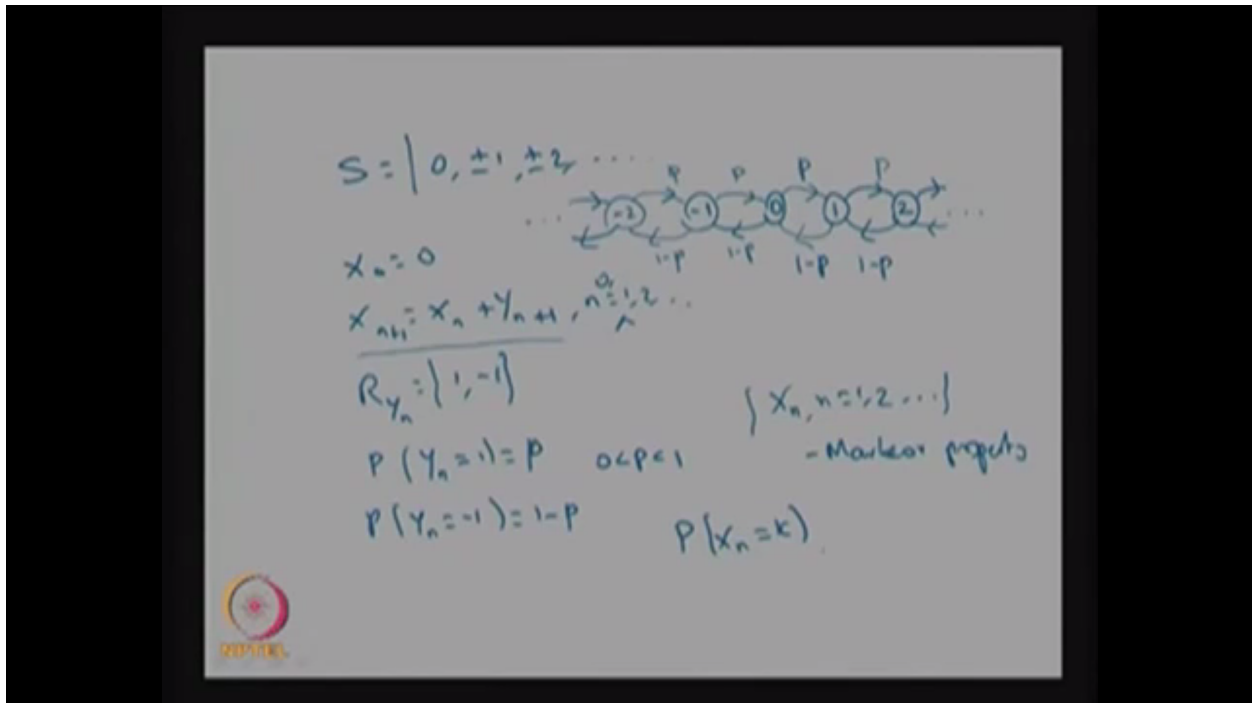 S = { 0, ±1, ±2, ....
P P P P
... -2 -1 0 1 2 ...
1-P 1-P 1-P 1-P
X₀ = 0
Xₙ₊₁ = Xₙ + Yₙ₊₁, n = 0, 1, 2 ..
R_Yₙ = { 1, -1 }
{ Xₙ, n = 1, 2 ... }
P ( Yₙ = 1 ) = P 0 < P < 1
- Markov property
P ( Yₙ = -1 ) = 1 - P
P ( Xₙ = k )
NPTEL